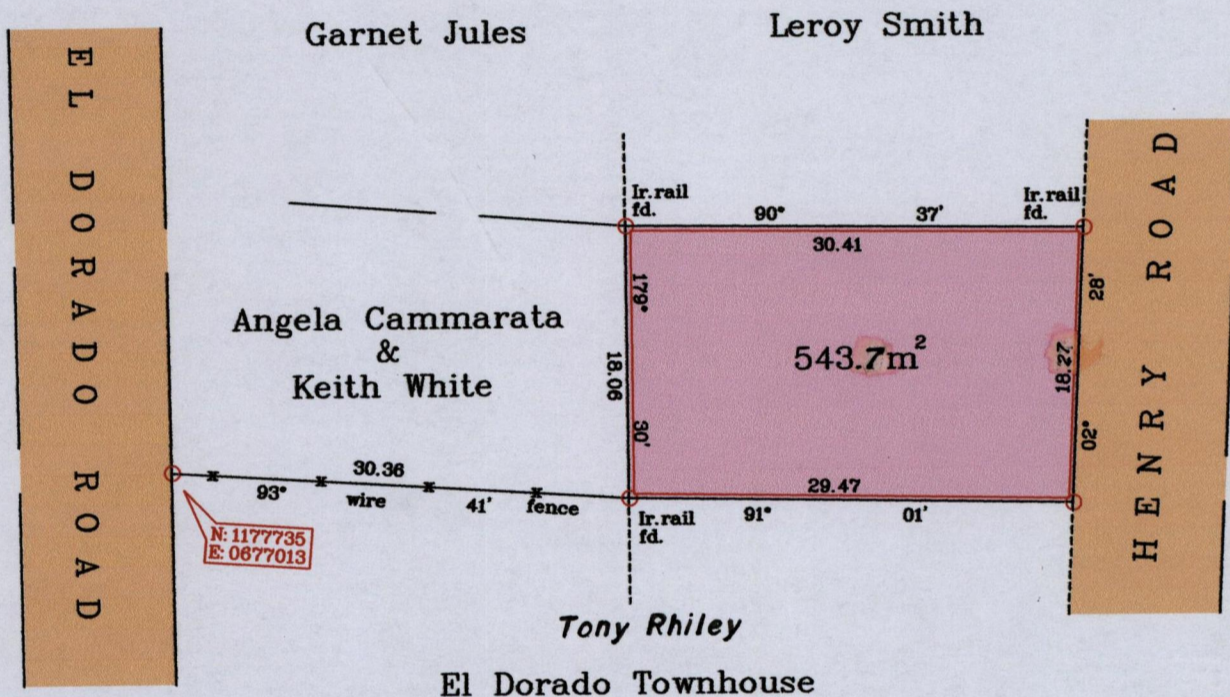 Garnet Jules
Leroy Smith
EL DORADO ROAD
HENRY ROAD
Ir.rail
fd.
Ir.rail
fd.
90° 37'
30.41
179° 30'
18.06
Angela Cammarata
&
Keith White
543.7m²
02° 28'
18.27
30.36
93° 41'
wire fence
29.47
91° 01'
Ir.rail
fd.
N: 1177735
E: 0677013
Tony Rhiley
El Dorado Townhouse